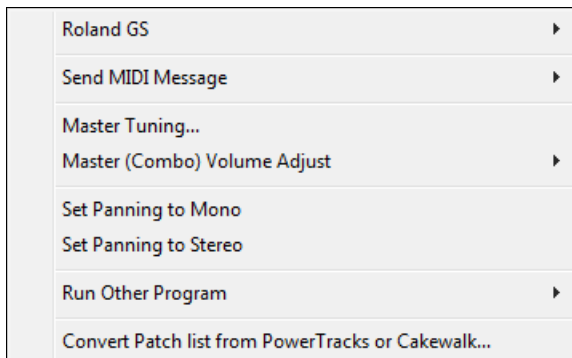 Roland GS
Send MIDI Message
Master Tuning...
Master (Combo) Volume Adjust
Set Panning to Mono
Set Panning to Stereo
Run Other Program
Convert Patch list from PowerTracks or Cakewalk...